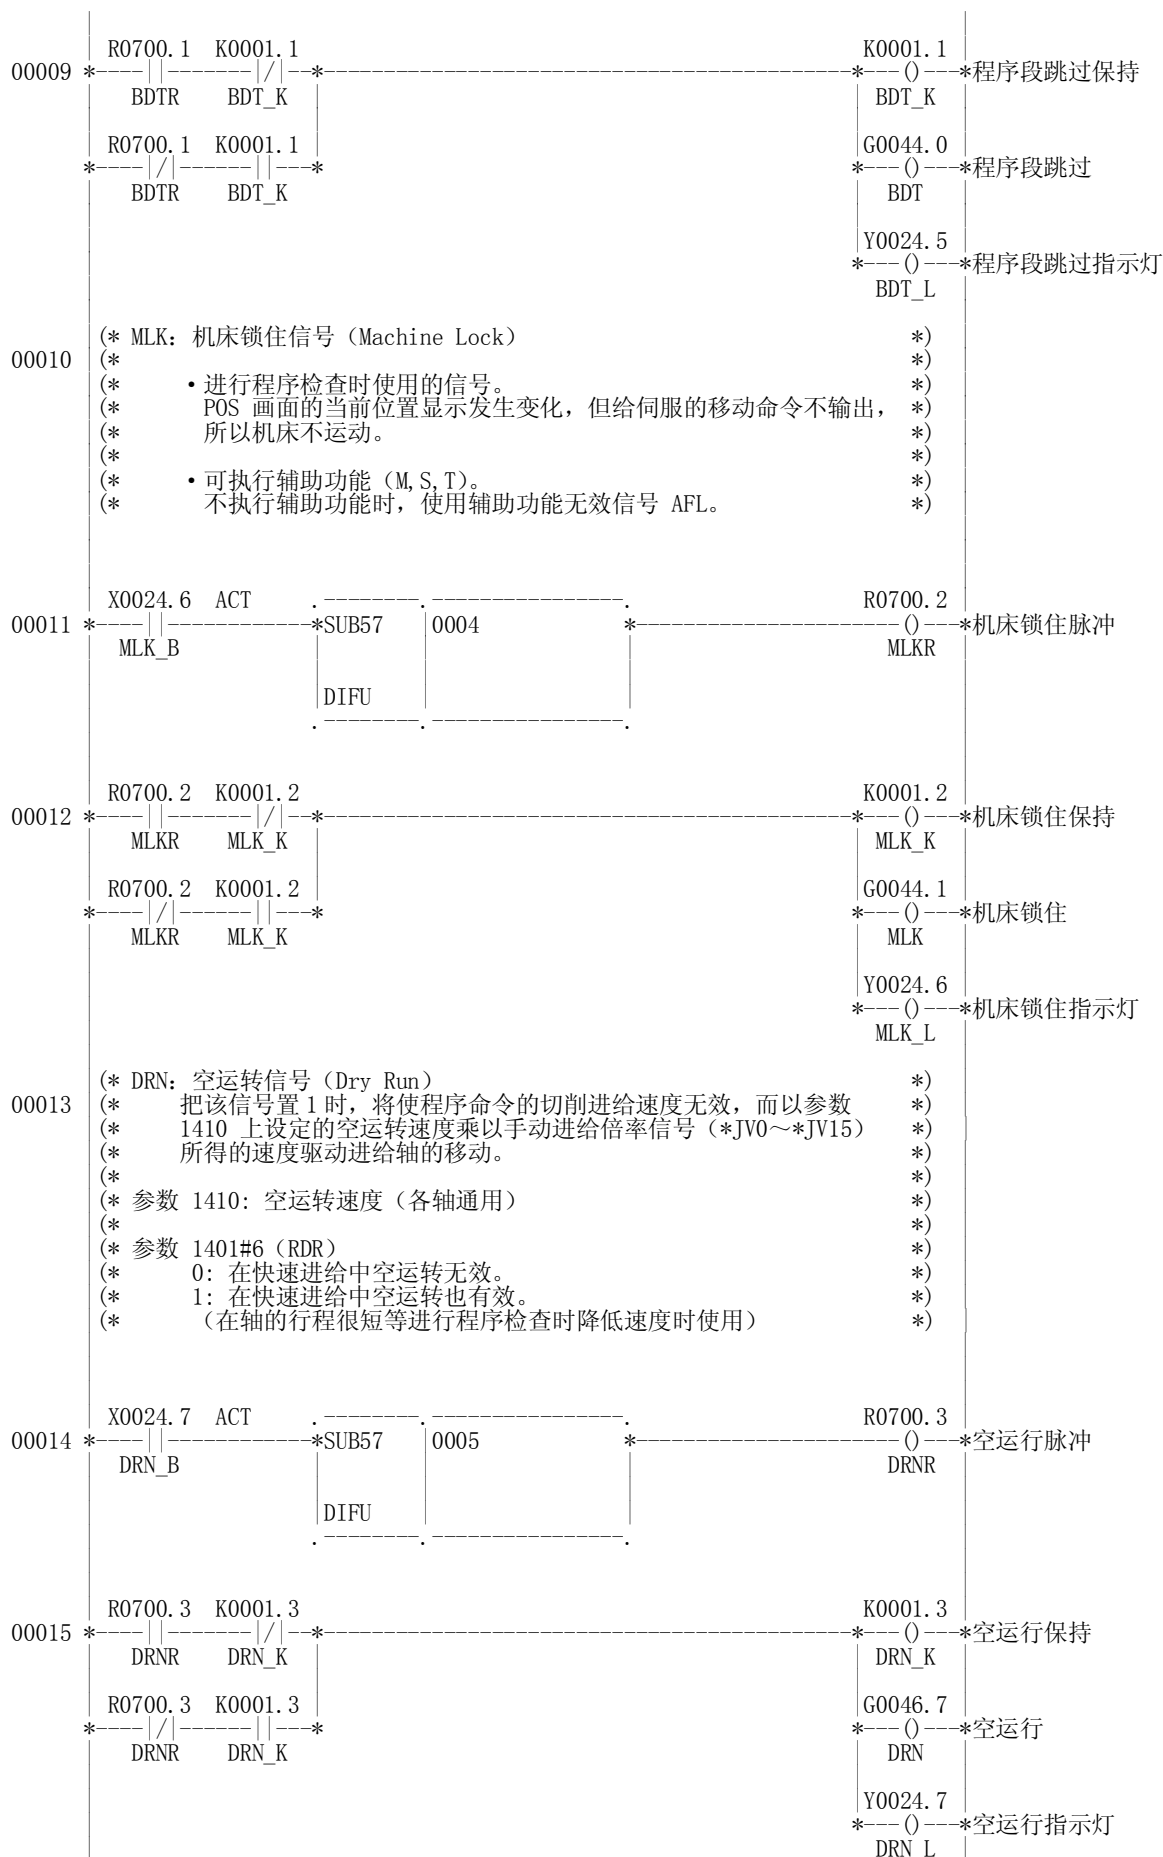 R0700.1 K0001.1 K0001.1
00009 *----||-------|/|--*---*---()---*程序段跳过保持
BDTR BDT_K BDT_K
R0700.1 K0001.1 G0044.0
*----|/|------||---* *---()---*程序段跳过
BDTR BDT_K BDT
Y0024.5
*---()---*程序段跳过指示灯
BDT_L
(* MLK：机床锁住信号（Machine Lock） *)
00010 (* *)
(* ·进行程序检查时使用的信号。 *)
(* POS 画面的当前位置显示发生变化，但给伺服的移动命令不输出， *)
(* 所以机床不运动。 *)
(* *)
(* ·可执行辅助功能（M,S,T）。 *)
(* 不执行辅助功能时，使用辅助功能无效信号 AFL。 *)
X0024.6 ACT R0700.2
00011 *----||------------*SUB57 |0004 *---()---*机床锁住脉冲
MLK_B MLKR
DIFU
R0700.2 K0001.2 K0001.2
00012 *----||-------|/|--*---*---()---*机床锁住保持
MLKR MLK_K MLK_K
R0700.2 K0001.2 G0044.1
*----|/|------||---* *---()---*机床锁住
MLKR MLK_K MLK
Y0024.6
*---()---*机床锁住指示灯
MLK_L
(* DRN：空运转信号（Dry Run） *)
00013 (* 把该信号置1时，将使程序命令的切削进给速度无效，而以参数 *)
(* 1410 上设定的空运转速度乘以手动进给倍率信号（*JV0～*JV15） *)
(* 所得的速度驱动进给轴的移动。 *)
(* *)
(* 参数 1410: 空运转速度（各轴通用） *)
(* *)
(* 参数 1401#6（RDR） *)
(* 0: 在快速进给中空运转无效。 *)
(* 1: 在快速进给中空运转也有效。 *)
(* （在轴的行程很短等进行程序检查时降低速度时使用） *)
X0024.7 ACT R0700.3
00014 *----||------------*SUB57 |0005 *---()---*空运行脉冲
DRN_B DRNR
DIFU
R0700.3 K0001.3 K0001.3
00015 *----||-------|/|--*---*---()---*空运行保持
DRNR DRN_K DRN_K
R0700.3 K0001.3 G0046.7
*----|/|------||---* *---()---*空运行
DRNR DRN_K DRN
Y0024.7
*---()---*空运行指示灯
DRN_L